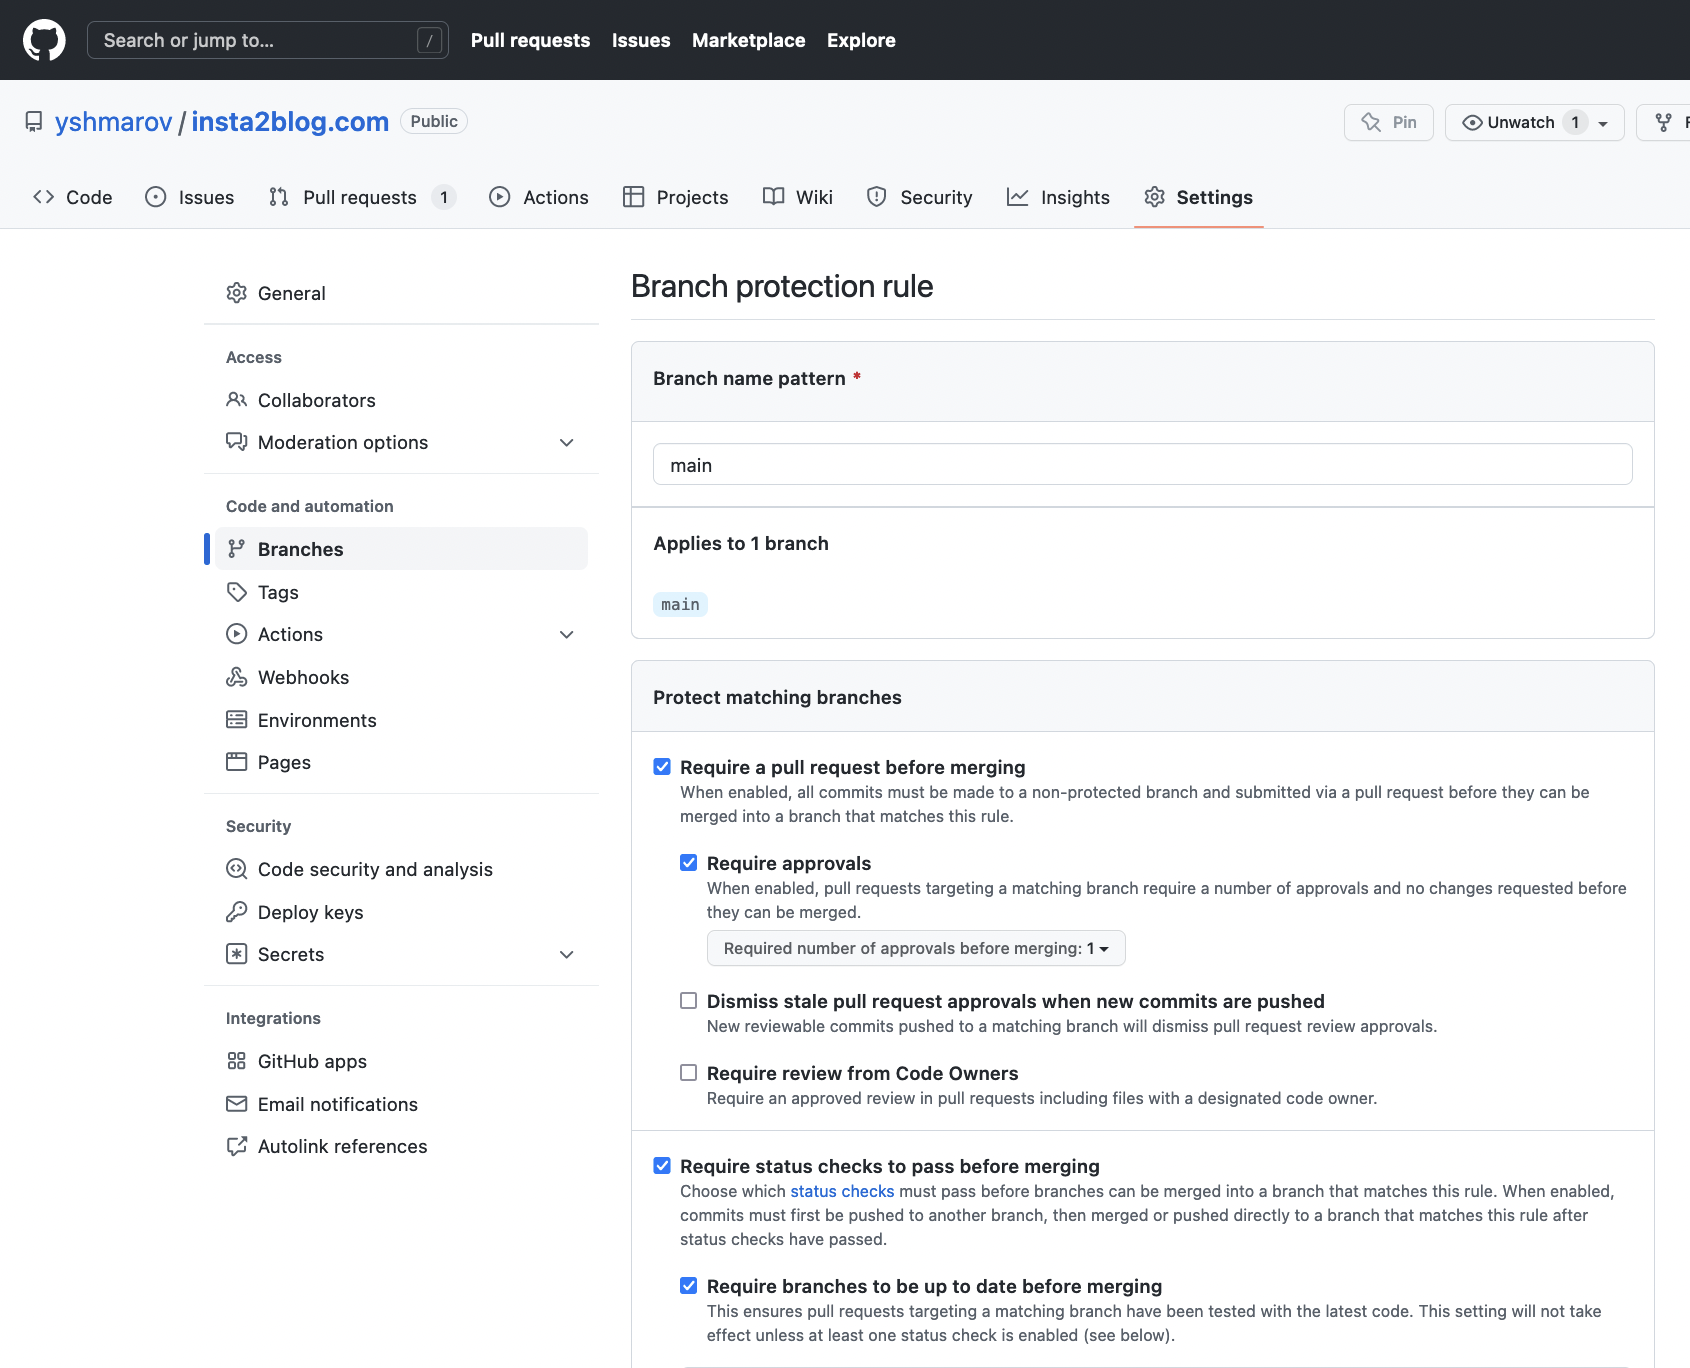 Search or jump to...
/
Pull requests
Issues
Marketplace
Explore
yshmarov / insta2blog.com
Public
Pin
Unwatch 1
Code
Issues
Pull requests 1
Actions
Projects
Wiki
Security
Insights
Settings
General
Access
Collaborators
Moderation options
Code and automation
Branches
Tags
Actions
Webhooks
Environments
Pages
Security
Code security and analysis
Deploy keys
Secrets
Integrations
GitHub apps
Email notifications
Autolink references
Branch protection rule
Branch name pattern *
main
Applies to 1 branch
main
Protect matching branches
Require a pull request before merging
When enabled, all commits must be made to a non-protected branch and submitted via a pull request before they can be
merged into a branch that matches this rule.
Require approvals
When enabled, pull requests targeting a matching branch require a number of approvals and no changes requested before
they can be merged.
Required number of approvals before merging: 1
Dismiss stale pull request approvals when new commits are pushed
New reviewable commits pushed to a matching branch will dismiss pull request review approvals.
Require review from Code Owners
Require an approved review in pull requests including files with a designated code owner.
Require status checks to pass before merging
Choose which status checks must pass before branches can be merged into a branch that matches this rule. When enabled,
commits must first be pushed to another branch, then merged or pushed directly to a branch that matches this rule after
status checks have passed.
Require branches to be up to date before merging
This ensures pull requests targeting a matching branch have been tested with the latest code. This setting will not take
effect unless at least one status check is enabled (see below).